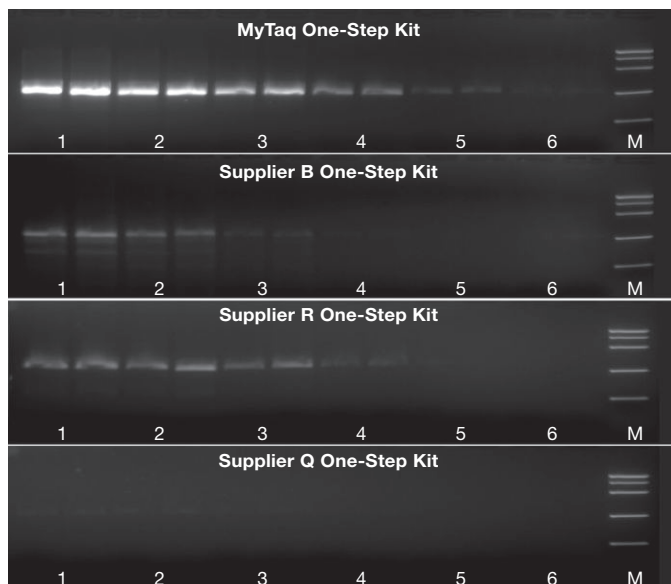 MyTaq One-Step Kit
1 2 3 4 5 6 M
Supplier B One-Step Kit
1 2 3 4 5 6 M
Supplier R One-Step Kit
1 2 3 4 5 6 M
Supplier Q One-Step Kit
1 2 3 4 5 6 M